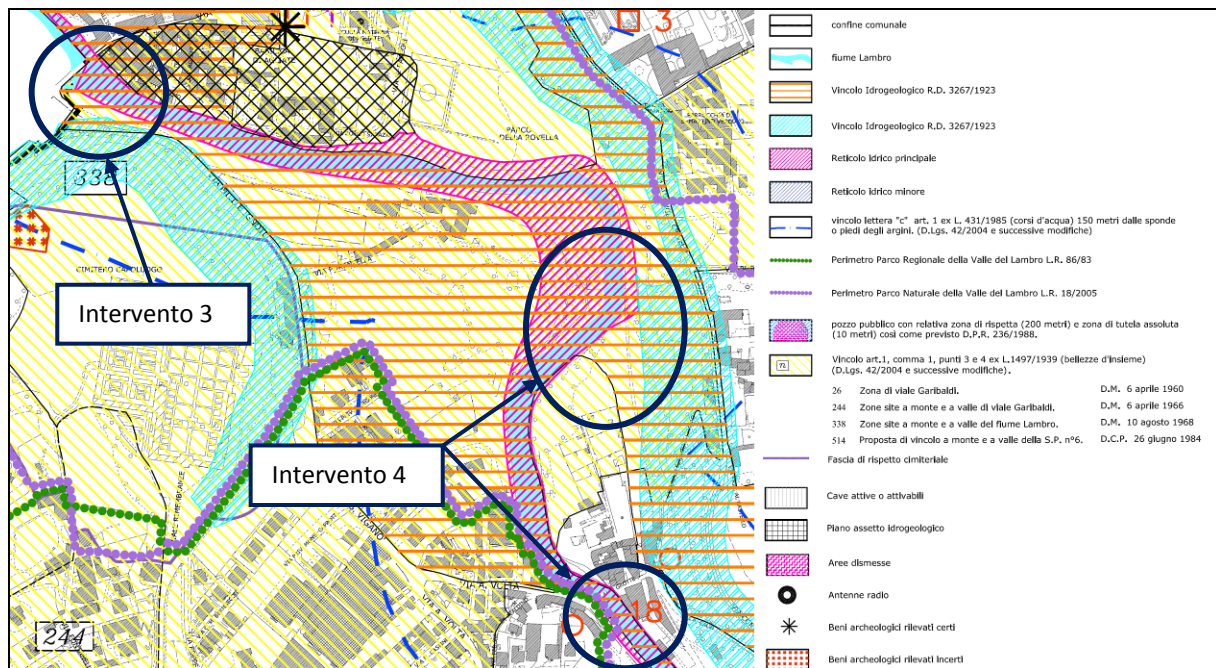 3
PARCO
DELLA ROVELLA
338
CIMITERO CAPOLUOGO
Intervento 3
Intervento 4
VIA A. VOLTA
VIA A. VOLTA
18
244
confine comunale
fiume Lambro
Vincolo Idrogeologico R.D. 3267/1923
Vincolo Idrogeologico R.D. 3267/1923
Reticolo idrico principale
Reticolo idrico minore
vincolo lettera "c" art. 1 ex L. 431/1985 (corsi d'acqua) 150 metri dalle sponde
o piedi degli argini. (D.Lgs. 42/2004 e successive modifiche)
Perimetro Parco Regionale della Valle del Lambro L.R. 86/83
Perimetro Parco Naturale della Valle del Lambro L.R. 18/2005
pozzo pubblico con relativa zona di rispetta (200 metri) e zona di tutela assoluta
(10 metri) cosi come previsto D.P.R. 236/1988.
Vincolo art.1, comma 1, punti 3 e 4 ex L.1497/1939 (bellezze d'insieme)
(D.Lgs. 42/2004 e successive modifiche).
26 Zona di viale Garibaldi. D.M. 6 aprile 1960
244 Zone site a monte e a valle di viale Garibaldi. D.M. 6 aprile 1966
338 Zone site a monte e a valle del fiume Lambro. D.M. 10 agosto 1968
514 Proposta di vincolo a monte e a valle della S.P. n°6. D.C.P. 26 giugno 1984
Fascia di rispetto cimiteriale
Cave attive o attivabili
Piano assetto idrogeologico
Aree dismesse
Antenne radio
Beni archeologici rilevati certi
Beni archeologici rilevati incerti